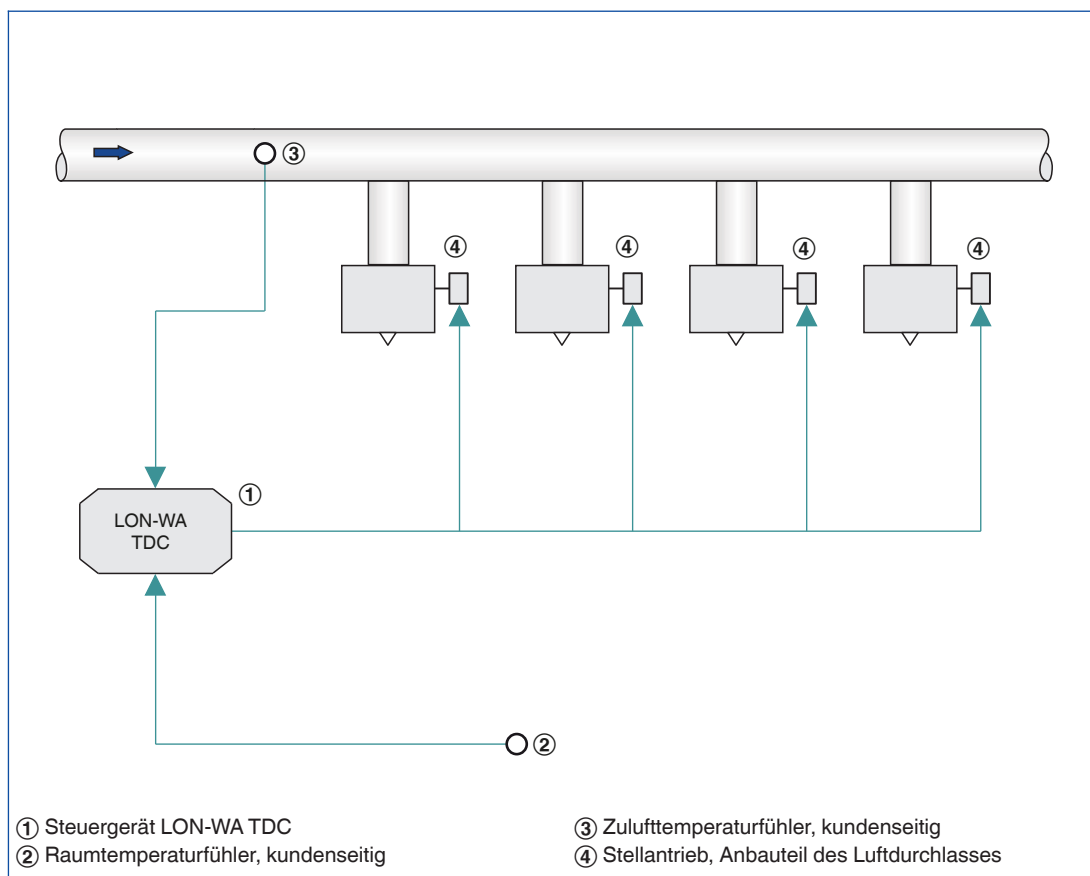 ③
④ ④ ④ ④
①
LON-WA
TDC
②
① Steuergerät LON-WA TDC
② Raumtemperaturfühler, kundenseitig
③ Zulufttemperaturfühler, kundenseitig
④ Stellantrieb, Anbauteil des Luftdurchlasses